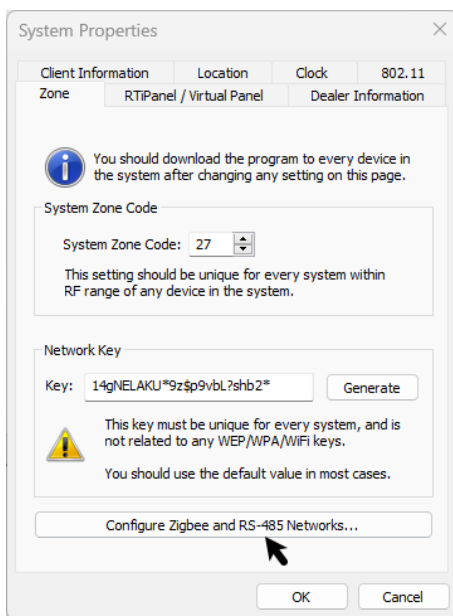 System Properties
Client Information Location Clock 802.11
Zone RTiPanel / Virtual Panel Dealer Information
You should download the program to every device in
the system after changing any setting on this page.
System Zone Code
System Zone Code: 27
This setting should be unique for every system within
RF range of any device in the system.
Network Key
Key: 14gNELAKU*9z$p9vbL?shb2* Generate
This key must be unique for every system, and is
not related to any WEP/WPA/WiFi keys.
You should use the default value in most cases.
Configure Zigbee and RS-485 Networks...
OK Cancel